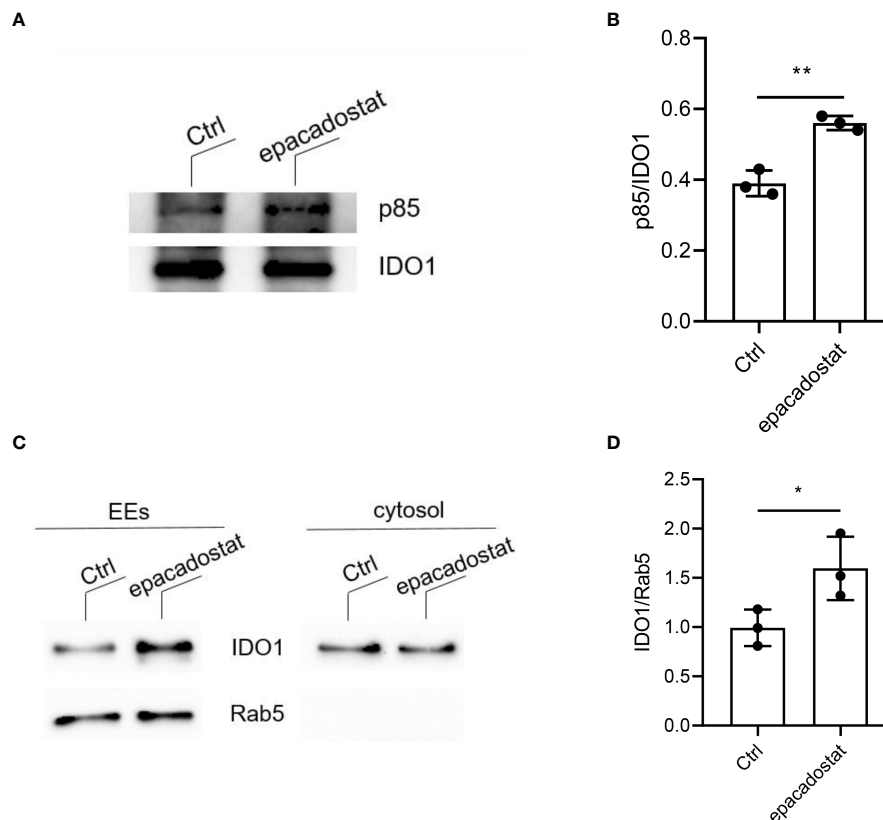 A
Ctrl
epacadostat
p85
IDO1
B
p85/IDO1
0.8
0.6
0.4
0.2
0.0
**
Ctrl
epacadostat
C
EEs
cytosol
Ctrl
epacadostat
Ctrl
epacadostat
IDO1
Rab5
D
IDO1/Rab5
2.5
2.0
1.5
1.0
0.5
0.0
*
Ctrl
epacadostat